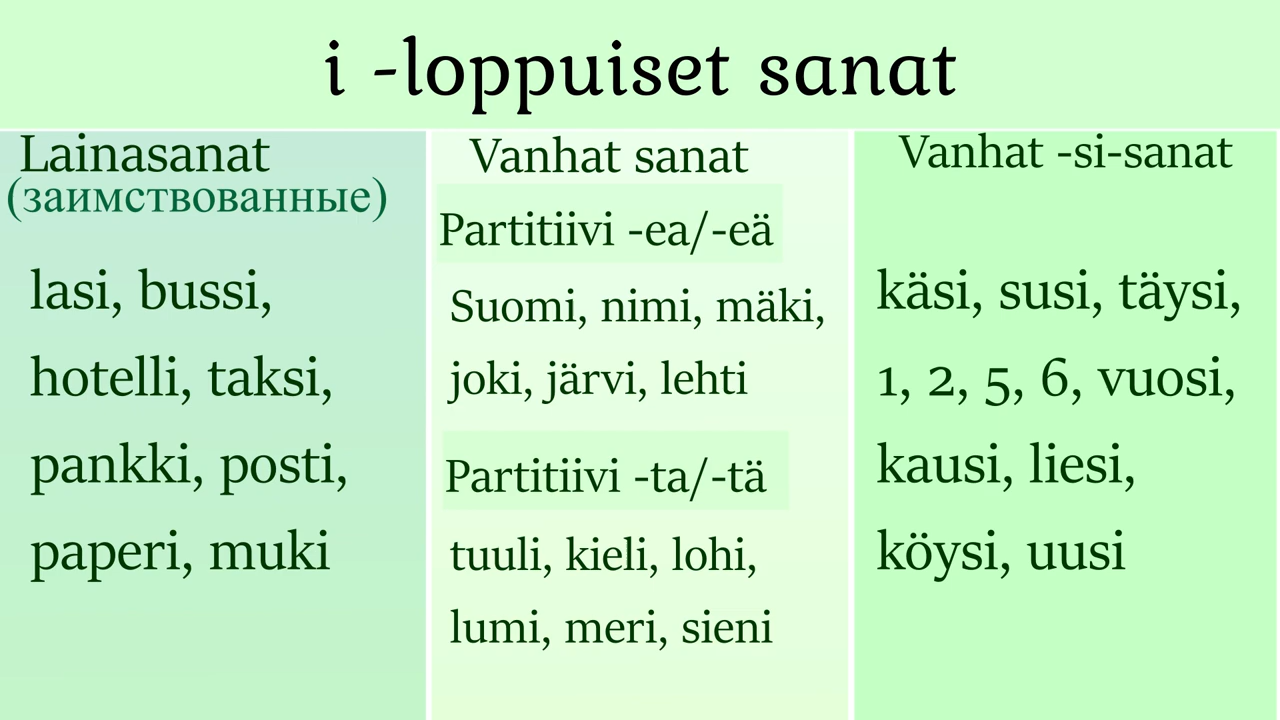 i -loppuiset sanat
Lainasanat
(заимствованные)
lasi, bussi,
hotelli, taksi,
pankki, posti,
paperi, muki
Vanhat sanat
Partitiivi -ea/-eä
Suomi, nimi, mäki,
joki, järvi, lehti
Partitiivi -ta/-tä
tuuli, kieli, lohi,
lumi, meri, sieni
Vanhat -si-sanat
käsi, susi, täysi,
1, 2, 5, 6, vuosi,
kausi, liesi,
köysi, uusi